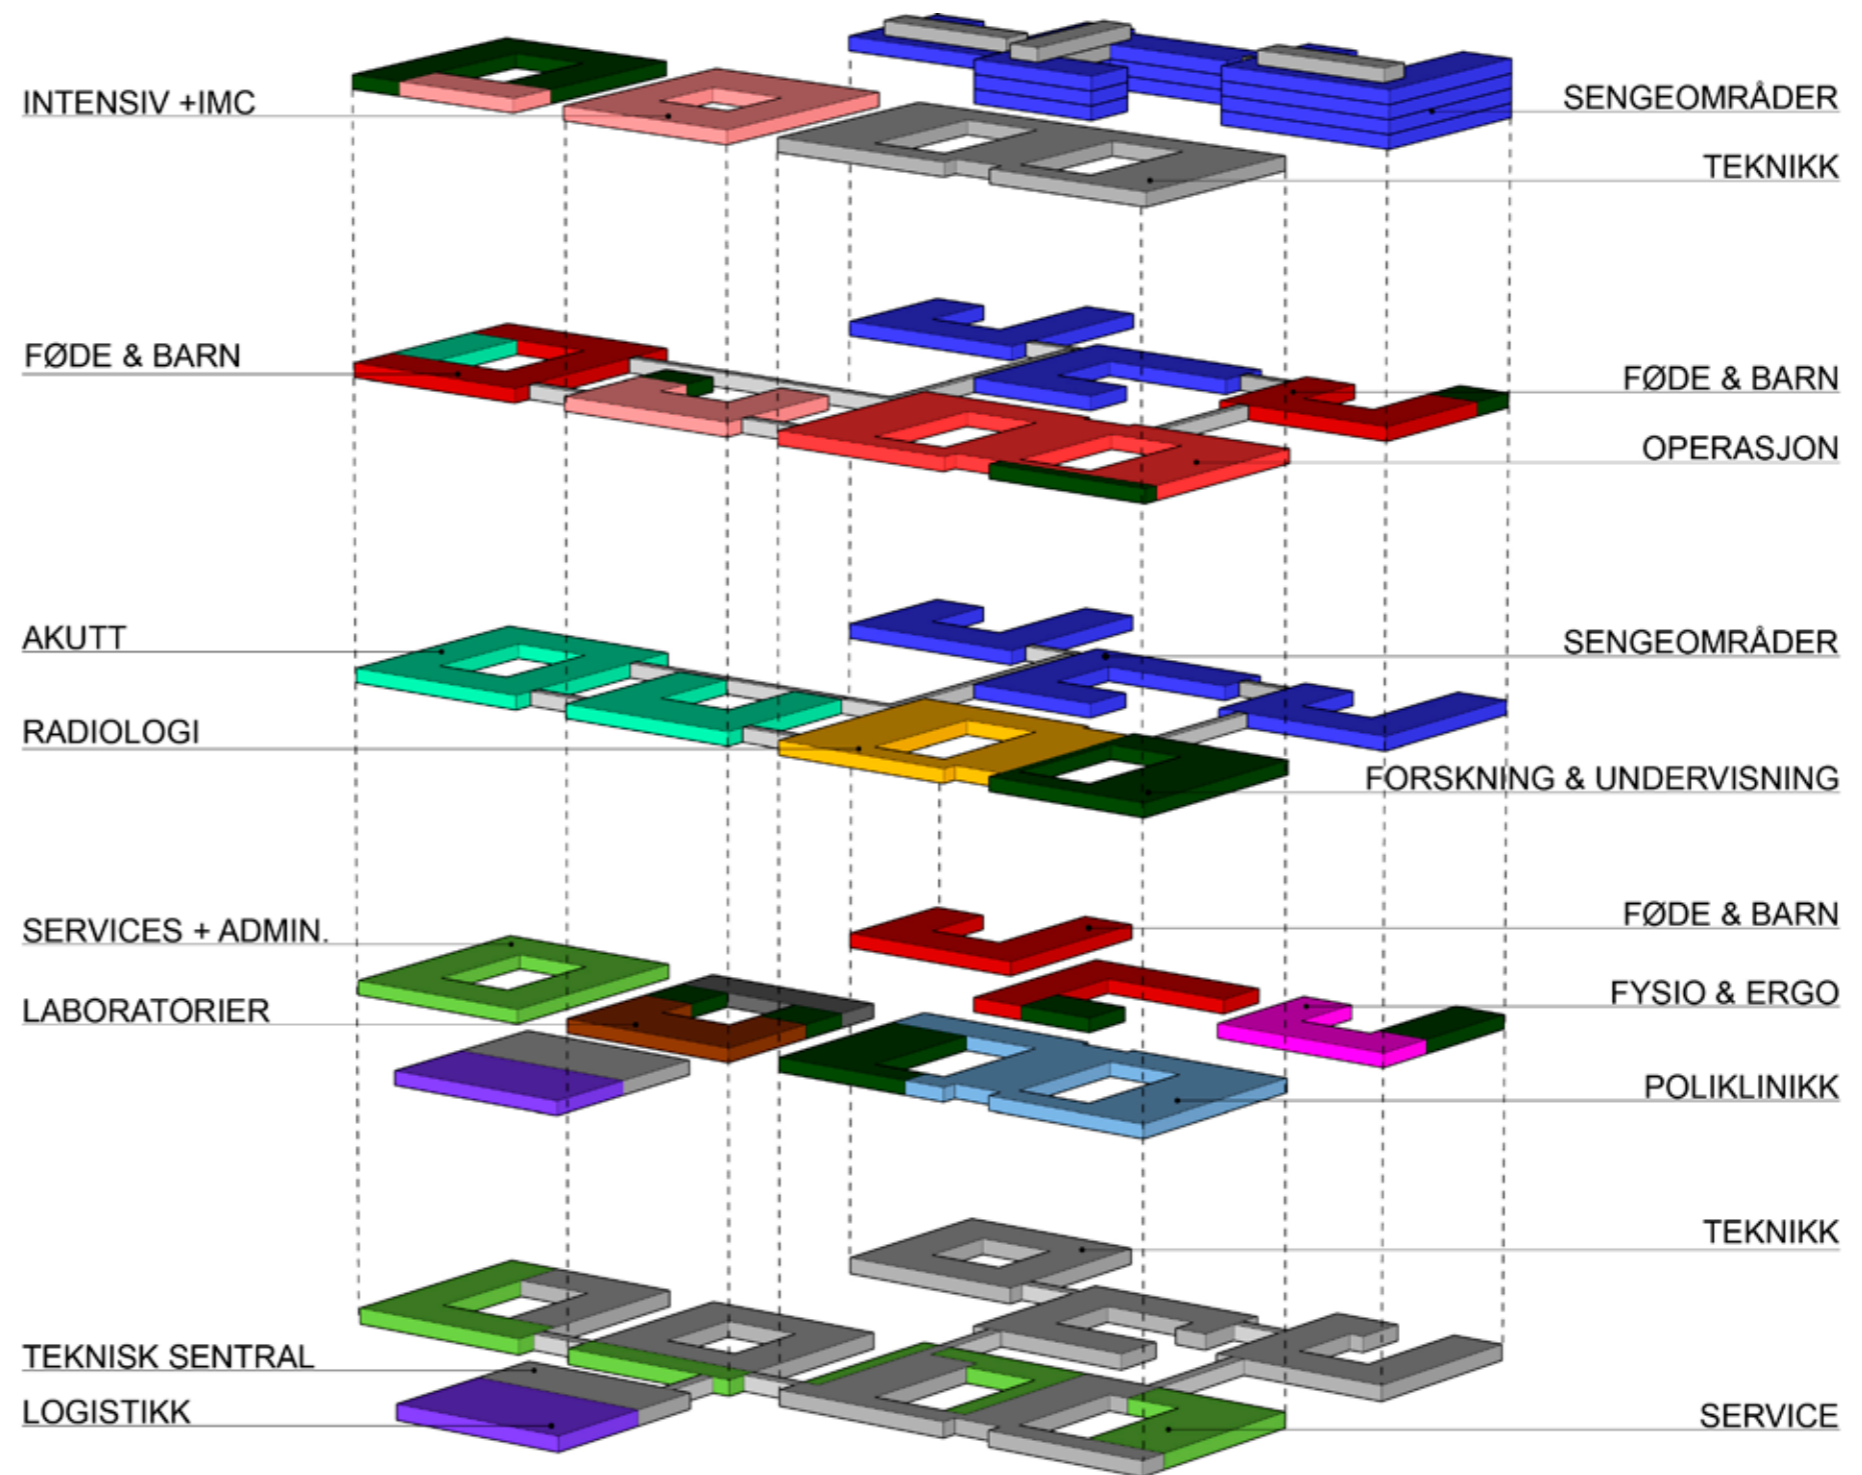 INTENSIV +IMC
SENGEOMRÅDER
TEKNIKK
FØDE & BARN
FØDE & BARN
OPERASJON
AKUTT
SENGEOMRÅDER
RADIOLOGI
FORSKNING & UNDERVISNING
FØDE & BARN
SERVICES + ADMIN.
FYSIO & ERGO
LABORATORIER
POLIKLINIKK
TEKNIKK
TEKNISK SENTRAL
LOGISTIKK
SERVICE